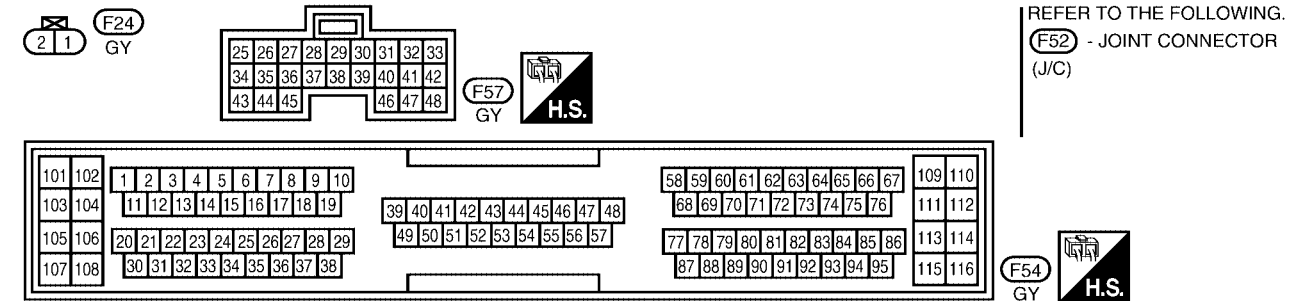 F24
2 1
GY
25 26 27 28 29 30 31 32 33
34 35 36 37 38 39 40 41 42
43 44 45 46 47 48
F57
GY
H.S.
REFER TO THE FOLLOWING.
F52 - JOINT CONNECTOR
(J/C)
101 102
103 104
105 106
107 108
1 2 3 4 5 6 7 8 9 10
11 12 13 14 15 16 17 18 19
20 21 22 23 24 25 26 27 28 29
30 31 32 33 34 35 36 37 38
39 40 41 42 43 44 45 46 47 48
49 50 51 52 53 54 55 56 57
58 59 60 61 62 63 64 65 66 67
68 69 70 71 72 73 74 75 76
77 78 79 80 81 82 83 84 85 86
87 88 89 90 91 92 93 94 95
109 110
111 112
113 114
115 116
F54
GY
H.S.